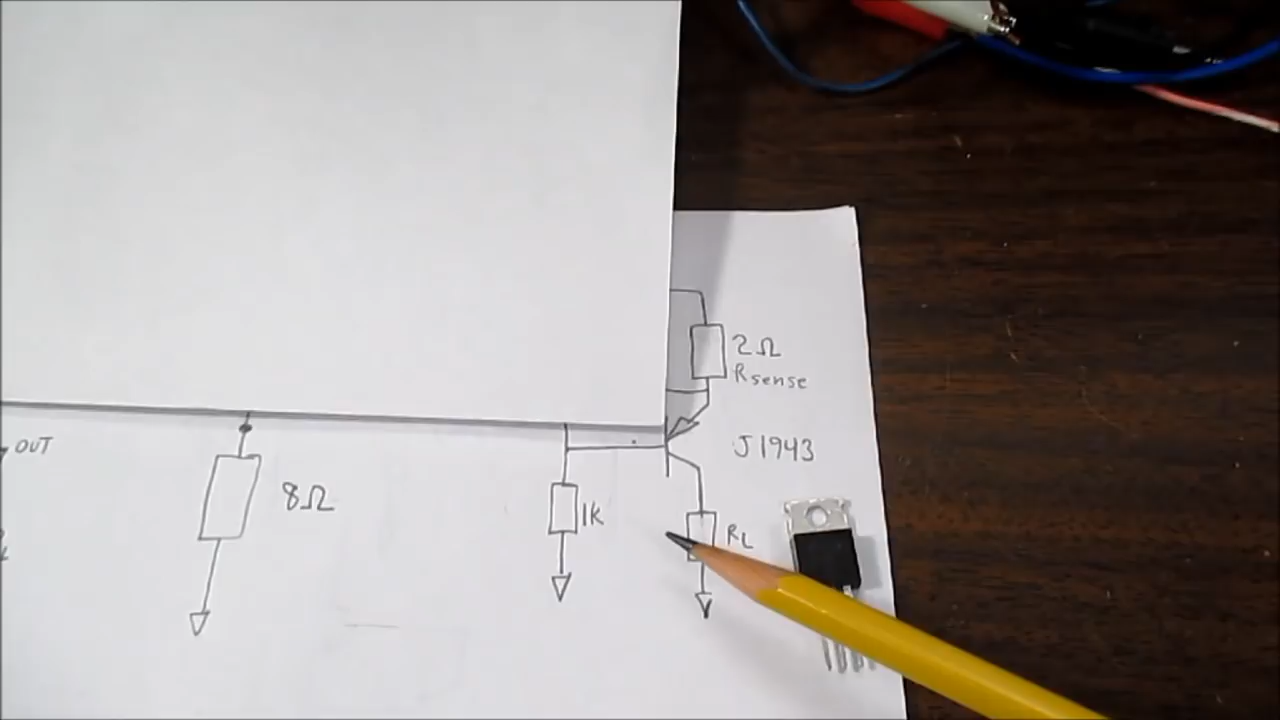 2Ω
Rsense
OUT
J1943
8Ω
1K
RL